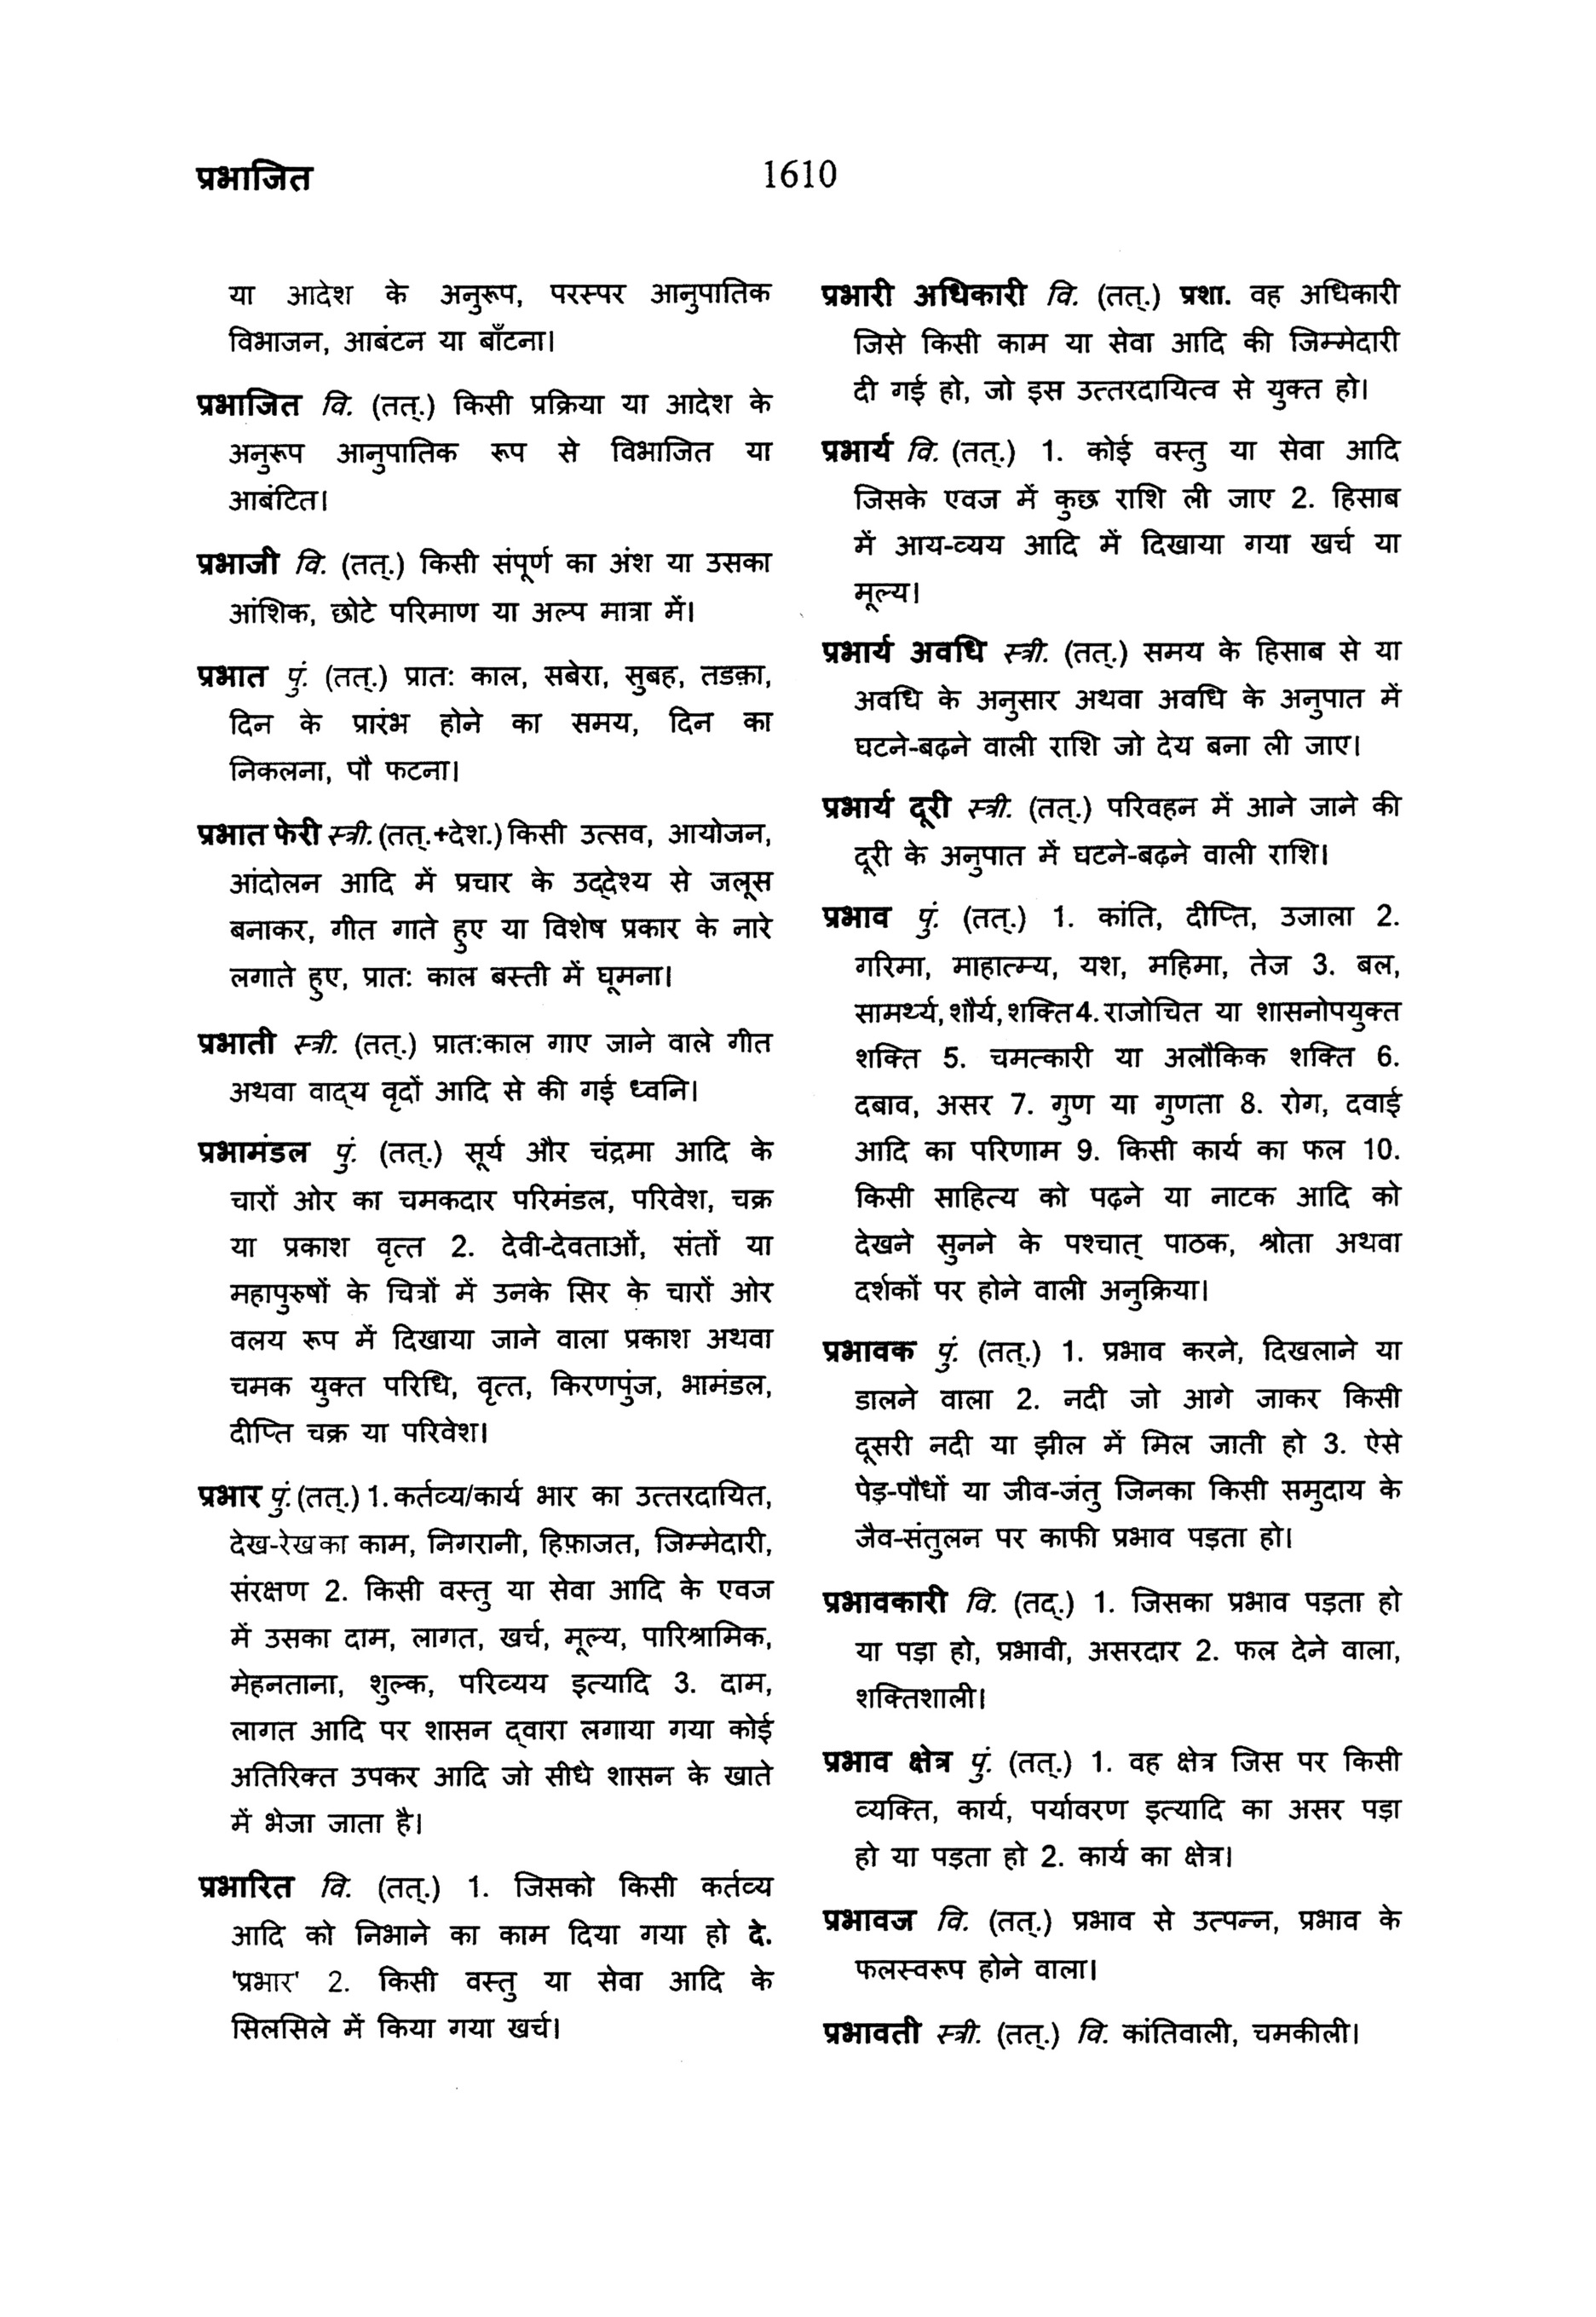 प्रभाजित
1610
या आदेश के अनुरूप, परस्पर आनुपातिक
विभाजन, आबंटन या बाँटना।
प्रभाजित वि. (तत्.) किसी प्रक्रिया या आदेश के
अनुरूप आनुपातिक रूप से विभाजित या
आबंटित।
प्रभाजी वि. (तत्.) किसी संपूर्ण का अंश या उसका
आंशिक, छोटे परिमाण या अल्प मात्रा में।
प्रभात पुं. (तत्.) प्रात: काल, सबेरा, सुबह, तडक़ा,
दिन के प्रारंभ होने का समय, दिन का
निकलना, पौ फटना।
प्रभात फेरी स्त्री. (तत्.+देश.) किसी उत्सव, आयोजन,
आंदोलन आदि में प्रचार के उद्देश्य से जलूस
बनाकर, गीत गाते हुए या विशेष प्रकार के नारे
लगाते हुए, प्रात: काल बस्ती में घूमना।
प्रभाती स्त्री. (तत्.) प्रात:काल गाए जाने वाले गीत
अथवा वाद्य वृदों आदि से की गई ध्वनि।
प्रभामंडल पुं. (तत्.) सूर्य और चंद्रमा आदि के
चारों ओर का चमकदार परिमंडल, परिवेश, चक्र
या प्रकाश वृत्त 2. देवी-देवताओं, संतों या
महापुरुषों के चित्रों में उनके सिर के चारों ओर
वलय रूप में दिखाया जाने वाला प्रकाश अथवा
चमक युक्त परिधि, वृत्त, किरणपुंज, भामंडल,
दीप्ति चक्र या परिवेश।
प्रभार पुं. (तत्.) 1. कर्तव्य/कार्य भार का उत्तरदायित,
देख-रेख का काम, निगरानी, हिफ़ाजत, जिम्मेदारी,
संरक्षण 2. किसी वस्तु या सेवा आदि के एवज
में उसका दाम, लागत, खर्च, मूल्य, पारिश्रामिक,
मेहनताना, शुल्क, परिव्यय इत्यादि 3. दाम,
लागत आदि पर शासन द्वारा लगाया गया कोई
अतिरिक्त उपकर आदि जो सीधे शासन के खाते
में भेजा जाता है।
प्रभारित वि. (तत्.) 1. जिसको किसी कर्तव्य
आदि को निभाने का काम दिया गया हो दे.
'प्रभार' 2. किसी वस्तु या सेवा आदि के
सिलसिले में किया गया खर्च।
प्रभारी अधिकारी वि. (तत्.) प्रशा. वह अधिकारी
जिसे किसी काम या सेवा आदि की जिम्मेदारी
दी गई हो, जो इस उत्तरदायित्व से युक्त हो।
प्रभार्य वि. (तत्.) 1. कोई वस्तु या सेवा आदि
जिसके एवज में कुछ राशि ली जाए 2. हिसाब
में आय-व्यय आदि में दिखाया गया खर्च या
मूल्य।
प्रभार्य अवधि स्त्री. (तत्.) समय के हिसाब से या
अवधि के अनुसार अथवा अवधि के अनुपात में
घटने-बढ़ने वाली राशि जो देय बना ली जाए।
प्रभार्य दूरी स्त्री. (तत्.) परिवहन में आने जाने की
दूरी के अनुपात में घटने-बढ़ने वाली राशि।
प्रभाव पुं. (तत्.) 1. कांति, दीप्ति, उजाला 2.
गरिमा, माहात्म्य, यश, महिमा, तेज 3. बल,
सामर्थ्य, शौर्य, शक्ति 4. राजोचित या शासनोपयुक्त
शक्ति 5. चमत्कारी या अलौकिक शक्ति 6.
दबाव, असर 7. गुण या गुणता 8. रोग, दवाई
आदि का परिणाम 9. किसी कार्य का फल 10.
किसी साहित्य को पढ़ने या नाटक आदि को
देखने सुनने के पश्चात् पाठक, श्रोता अथवा
दर्शकों पर होने वाली अनुक्रिया।
प्रभावक पुं. (तत्.) 1. प्रभाव करने, दिखलाने या
डालने वाला 2. नदी जो आगे जाकर किसी
दूसरी नदी या झील में मिल जाती हो 3. ऐसे
पेड़-पौधों या जीव-जंतु जिनका किसी समुदाय के
जैव-संतुलन पर काफी प्रभाव पड़ता हो।
प्रभावकारी वि. (तद्.) 1. जिसका प्रभाव पड़ता हो
या पड़ा हो, प्रभावी, असरदार 2. फल देने वाला,
शक्तिशाली।
प्रभाव क्षेत्र पुं. (तत्.) 1. वह क्षेत्र जिस पर किसी
व्यक्ति, कार्य, पर्यावरण इत्यादि का असर पड़ा
हो या पड़ता हो 2. कार्य का क्षेत्र।
प्रभावज वि. (तत्.) प्रभाव से उत्पन्न, प्रभाव के
फलस्वरूप होने वाला।
प्रभावती स्त्री. (तत्.) वि. कांतिवाली, चमकीली।